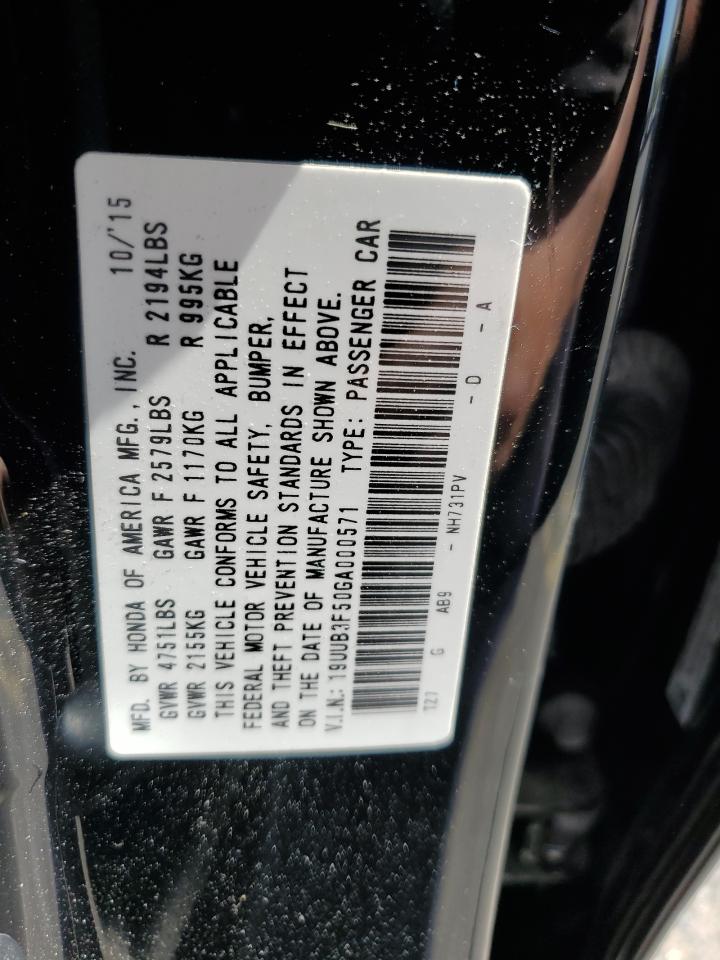 MFD. BY HONDA OF AMERICA MFG., INC. 10/'15
GVWR 4751LBS GAWR F 2579LBS R 2194LBS
GVWR 2155KG GAWR F 1170KG R 995KG
THIS VEHICLE CONFORMS TO ALL APPLICABLE
FEDERAL MOTOR VEHICLE SAFETY, BUMPER,
AND THEFT PREVENTION STANDARDS IN EFFECT
ON THE DATE OF MANUFACTURE SHOWN ABOVE.
V.I.N.: 19UUB3F50GA000571 TYPE: PASSENGER CAR
TZ7 G AB9 - NH731PV - D - A